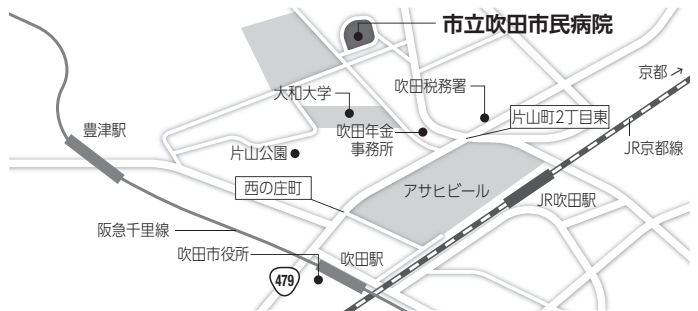 市立吹田市民病院
京都
大和大学
吹田税務署
豊津駅
吹田年金
事務所
片山町2丁目東
片山公園
JR京都線
西の庄町
アサヒビール
JR吹田駅
阪急千里線
吹田市役所
吹田駅
479